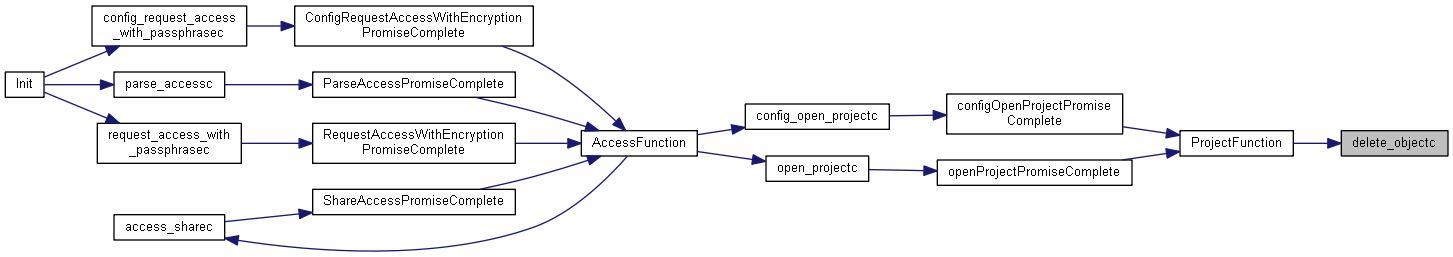 Init
config_request_access
_with_passphrasec
parse_accessc
request_access_with
_passphrasec
access_sharec
ConfigRequestAccessWithEncryption
PromiseComplete
ParseAccessPromiseComplete
RequestAccessWithEncryption
PromiseComplete
ShareAccessPromiseComplete
AccessFunction
config_open_projectc
open_projectc
configOpenProjectPromise
Complete
openProjectPromiseComplete
ProjectFunction
delete_objectc